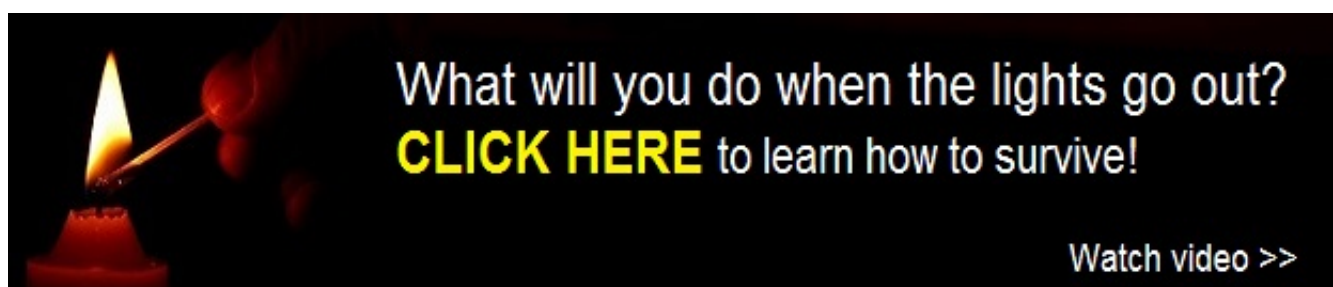 What will you do when the lights go out?
CLICK HERE to learn how to survive!
Watch video >>